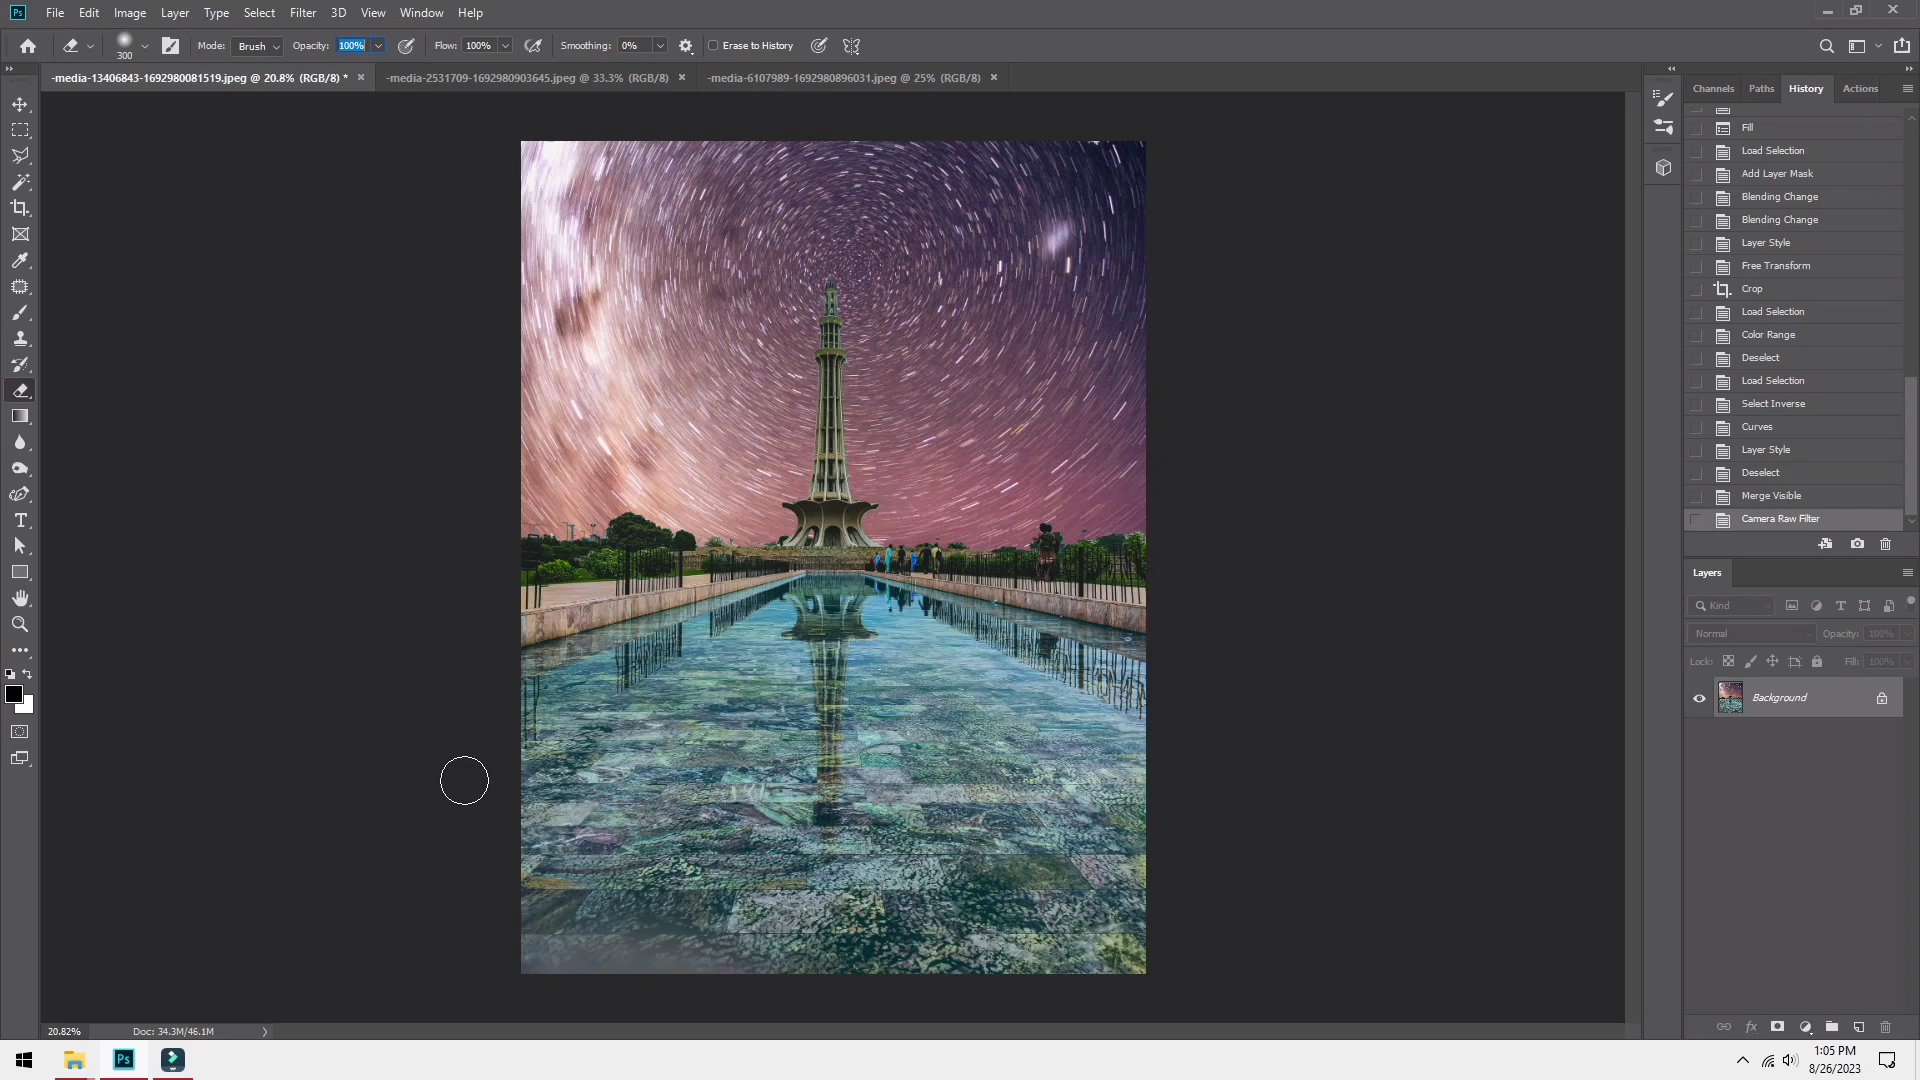 Ps File Edit Image Layer Type Select Filter 3D View Window Help
300 Mode: Brush Opacity: 100% Flow: 100% Smoothing: 0% Erase to History
-media-13406843-1692980081519.jpeg @ 20.8% (RGB/8) * -media-2531709-1692980903645.jpeg @ 33.3% (RGB/8) -media-6107989-1692980896031.jpeg @ 25% (RGB/8)
Channels Paths History Actions
Fill
Load Selection
Add Layer Mask
Blending Change
Blending Change
Layer Style
Free Transform
Crop
Load Selection
Color Range
Deselect
Load Selection
Select Inverse
Curves
Layer Style
Deselect
Merge Visible
Camera Raw Filter
Layers
Kind
Normal Opacity: 100%
Lock: Fill: 100%
Background
fx
20.82% Doc: 34.3M/46.1M
Ps 1:05 PM
8/26/2023